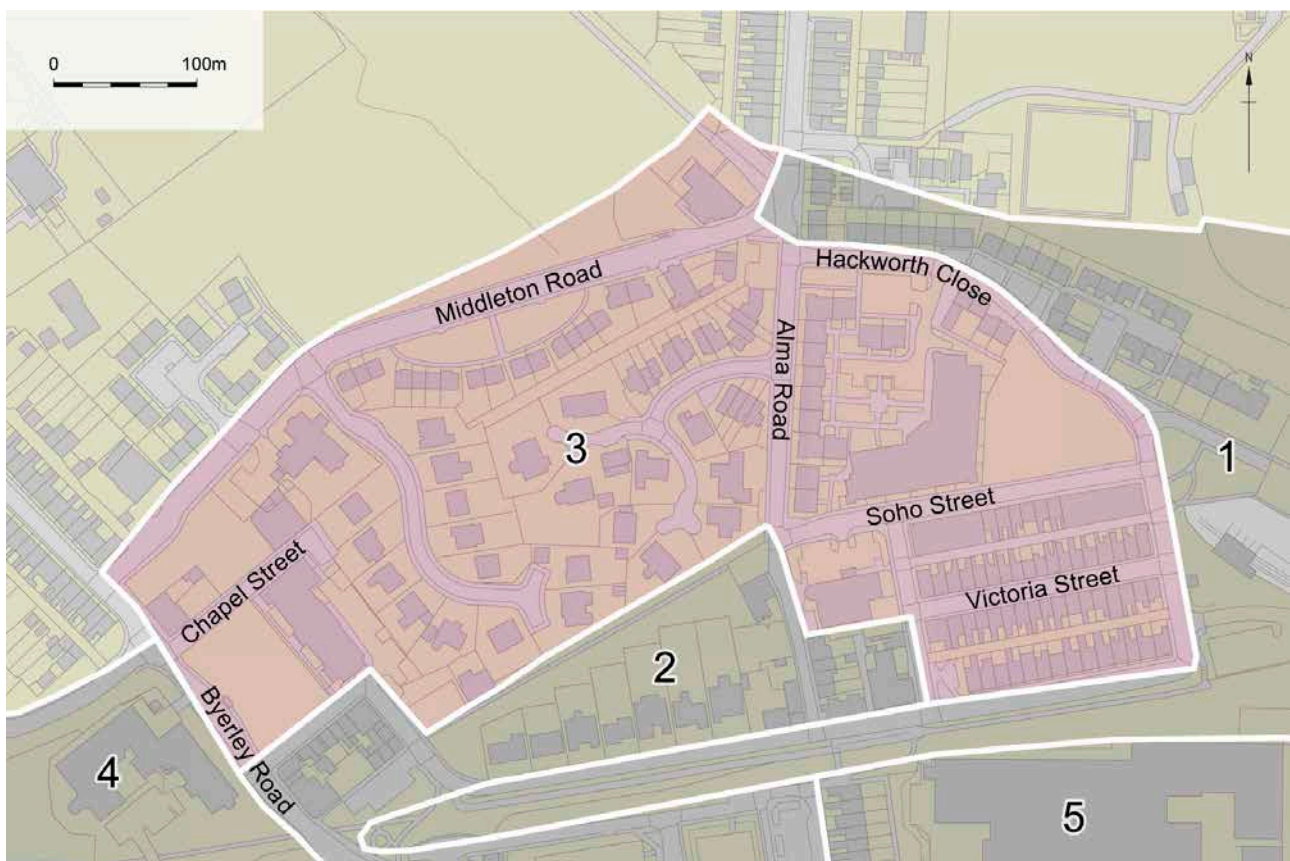 0 100m
N
Middleton Road
Hackworth Close
Alma Road
3
1
Soho Street
Chapel Street
Victoria Street
2
Byerley Road
4
5